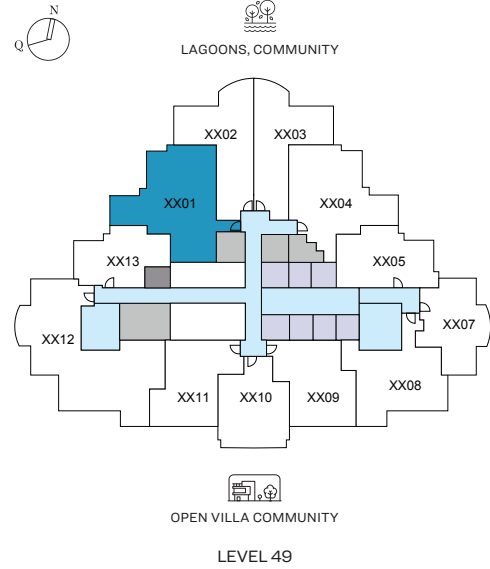 N
Q
LAGOONS, COMMUNITY
XX02
XX03
XX01
XX04
XX13
XX05
XX12
XX07
XX11
XX10
XX09
XX08
OPEN VILLA COMMUNITY
LEVEL 49